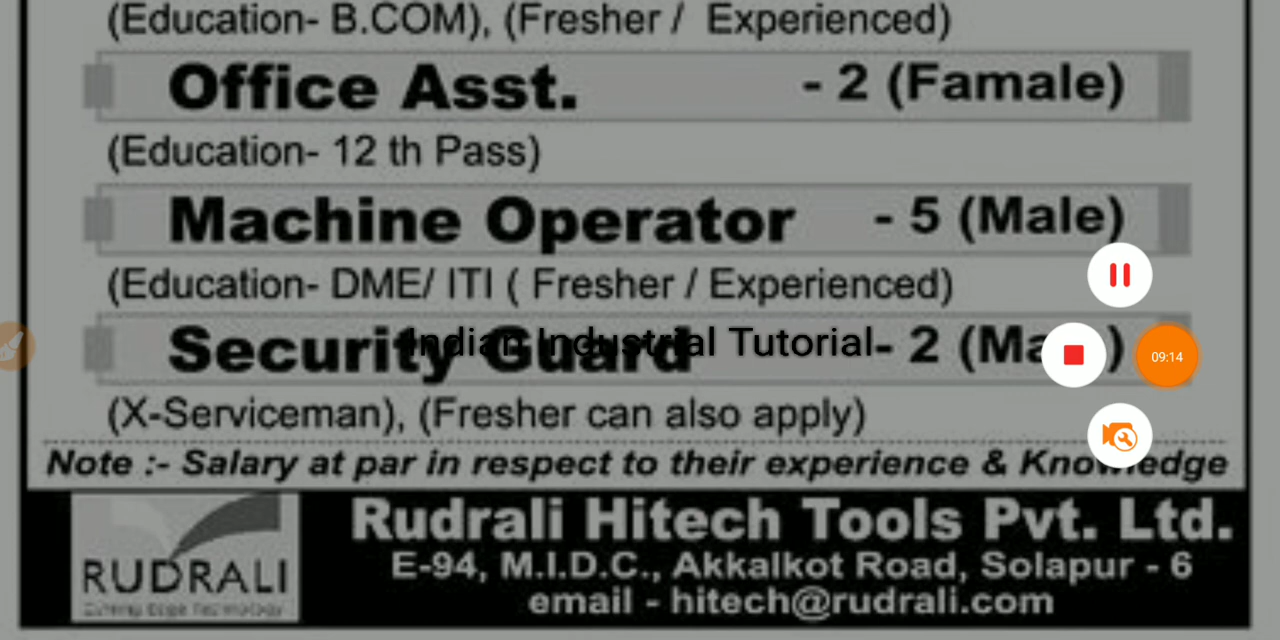 (Education- B.COM), (Fresher / Experienced)
Office Asst. - 2 (Famale)
(Education- 12 th Pass)
Machine Operator - 5 (Male)
(Education- DME/ ITI ( Fresher / Experienced)
Security Guard - 2 (Ma )
Indian Industrial Tutorial
09:14
(X-Serviceman), (Fresher can also apply)
Note :- Salary at par in respect to their experience & Knowledge
RUDRALI
Rudrali Hitech Tools Pvt. Ltd.
E-94, M.I.D.C., Akkalkot Road, Solapur - 6
email - hitech@rudrali.com